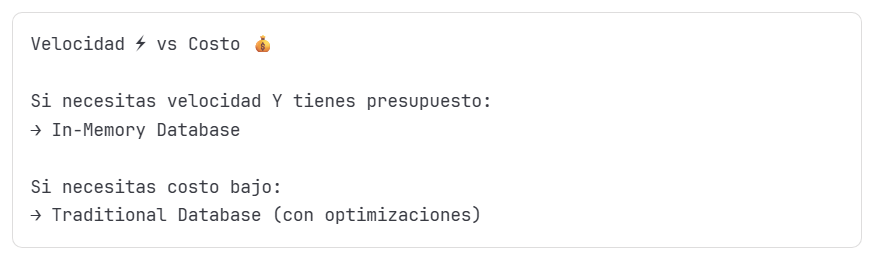 Velocidad ⚡ vs Costo 💰
Si necesitas velocidad Y tienes presupuesto:
→ In-Memory Database
Si necesitas costo bajo:
→ Traditional Database (con optimizaciones)